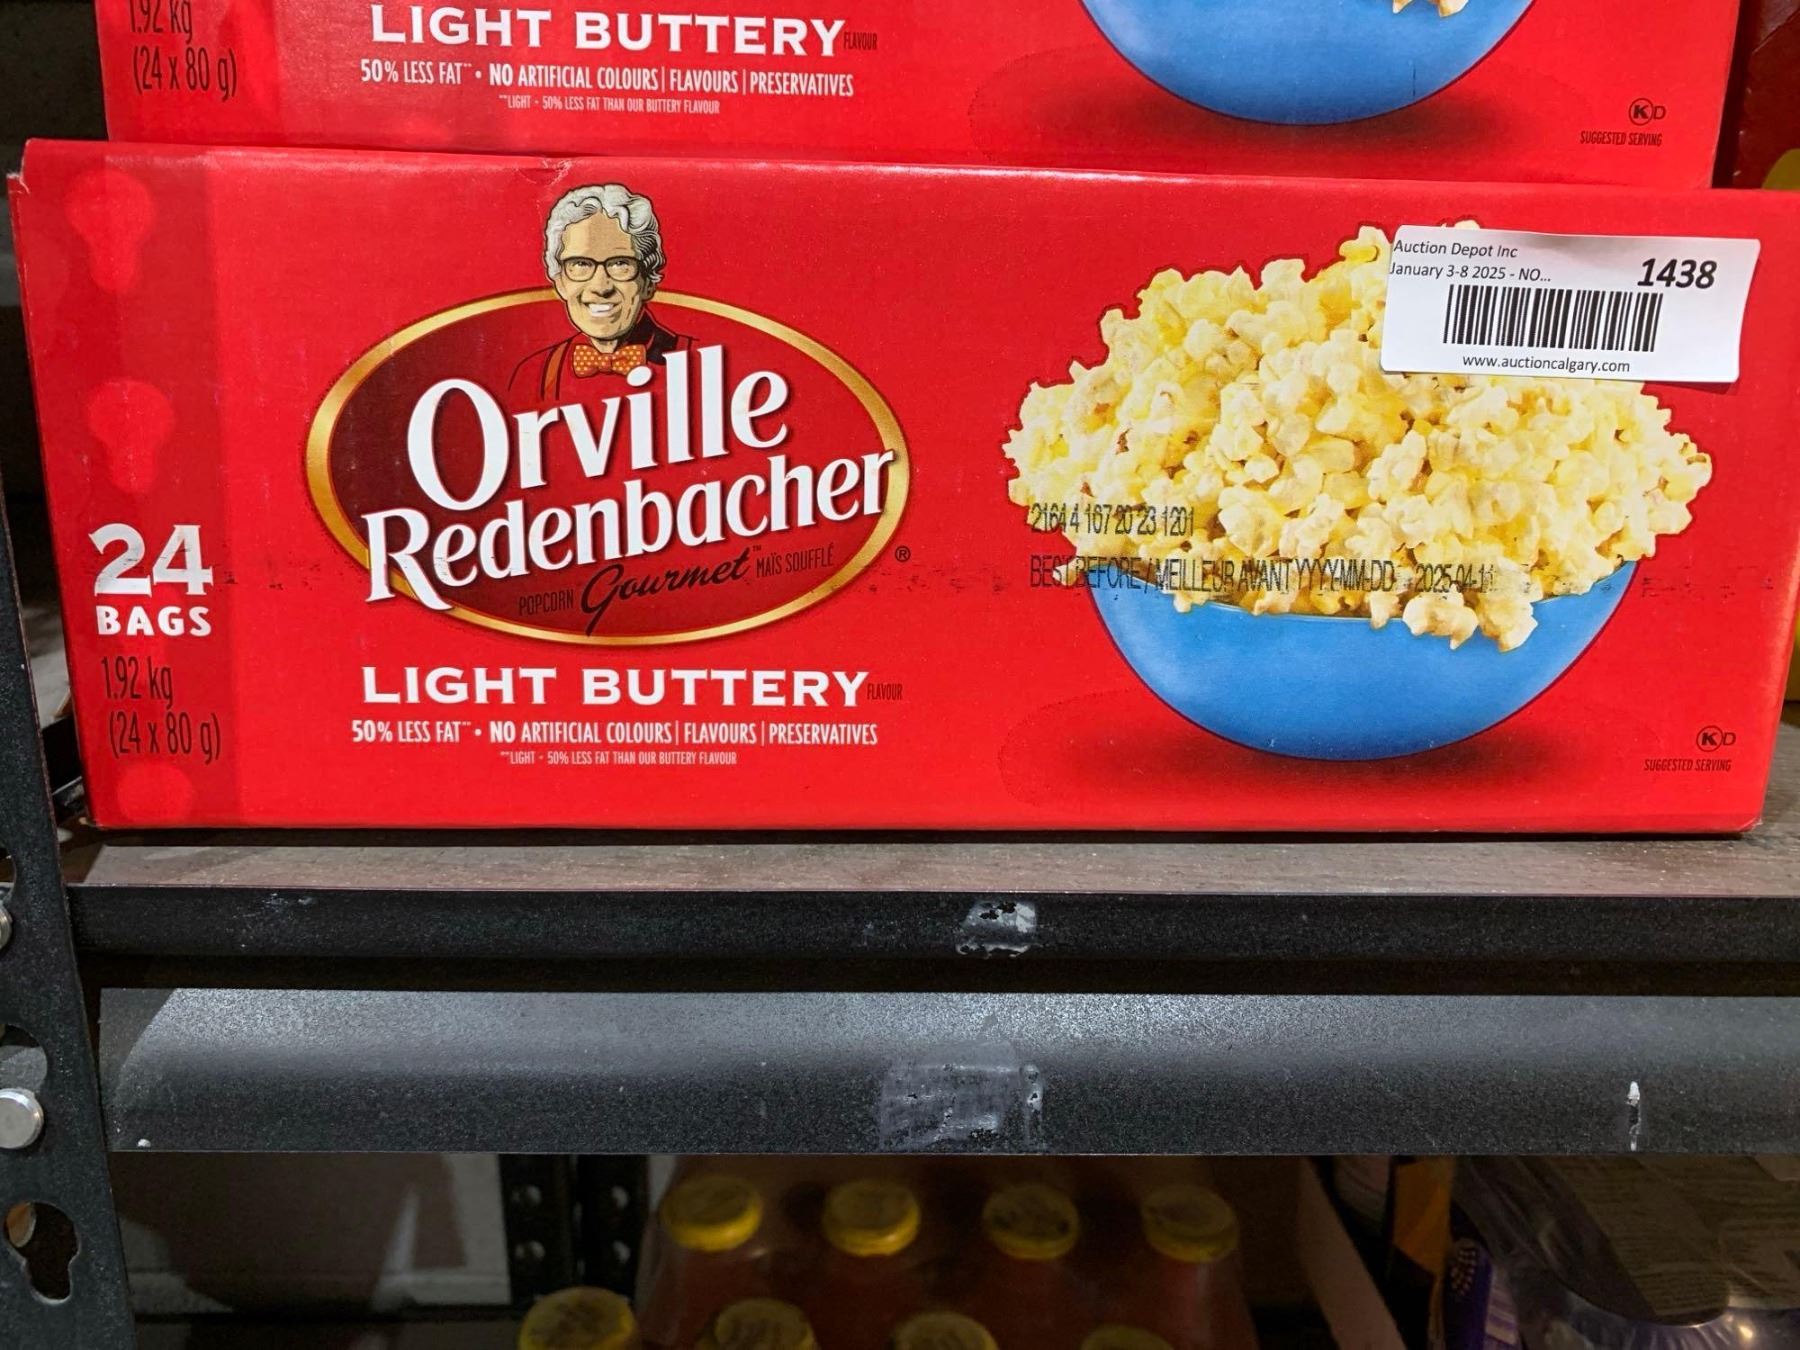 1.92 kg
(24 x 80 g)
LIGHT BUTTERY FLAVOUR
50% LESS FAT*** • NO ARTIFICIAL COLOURS | FLAVOURS | PRESERVATIVES
***LIGHT - 50% LESS FAT THAN OUR BUTTERY FLAVOUR
K D
SUGGESTED SERVING
Auction Depot Inc
January 3-8 2025 - NO...
1438
www.auctioncalgary.com
Orville
Redenbacher®
POPCORN Gourmet™ MAÏS SOUFFLÉ
21644 167 20 23 1201
BEST BEFORE / MEILLEUR AVANT YYYY-MM-DD 2025-04-11
24
BAGS
1.92 kg
(24 x 80 g)
LIGHT BUTTERY FLAVOUR
50% LESS FAT*** • NO ARTIFICIAL COLOURS | FLAVOURS | PRESERVATIVES
***LIGHT - 50% LESS FAT THAN OUR BUTTERY FLAVOUR
K D
SUGGESTED SERVING